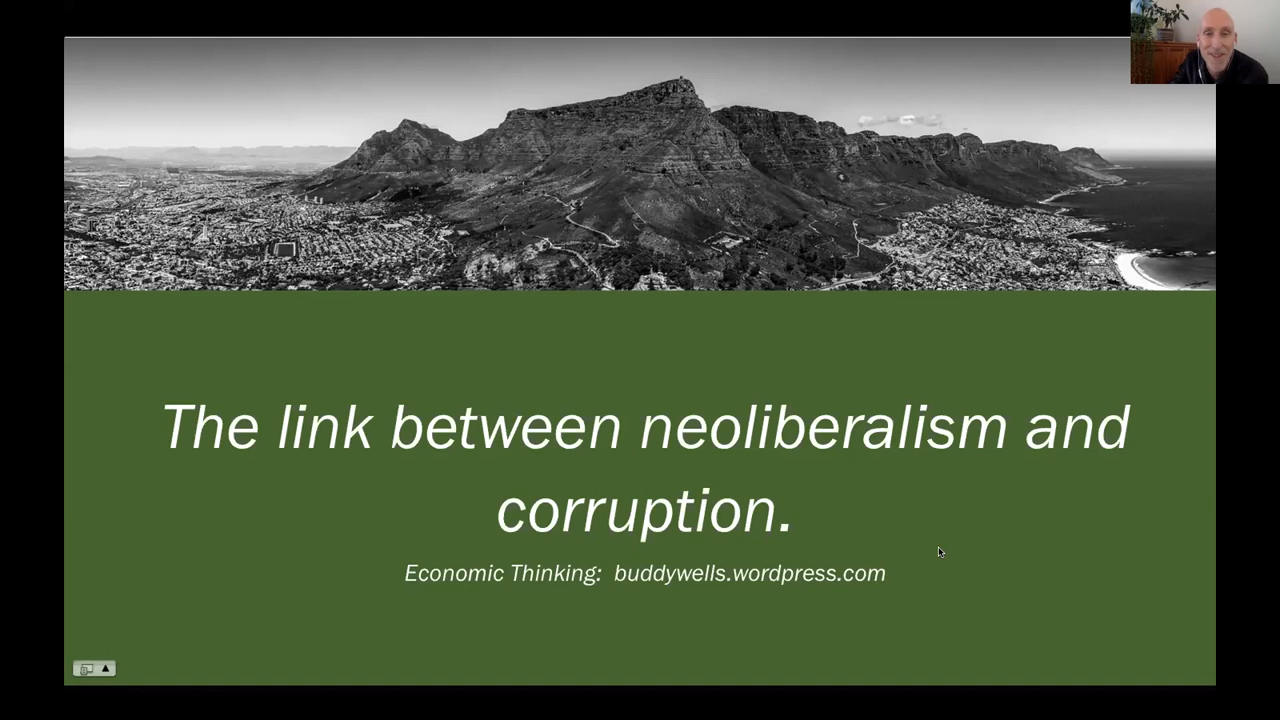 The link between neoliberalism and
corruption.
Economic Thinking:  buddywells.wordpress.com